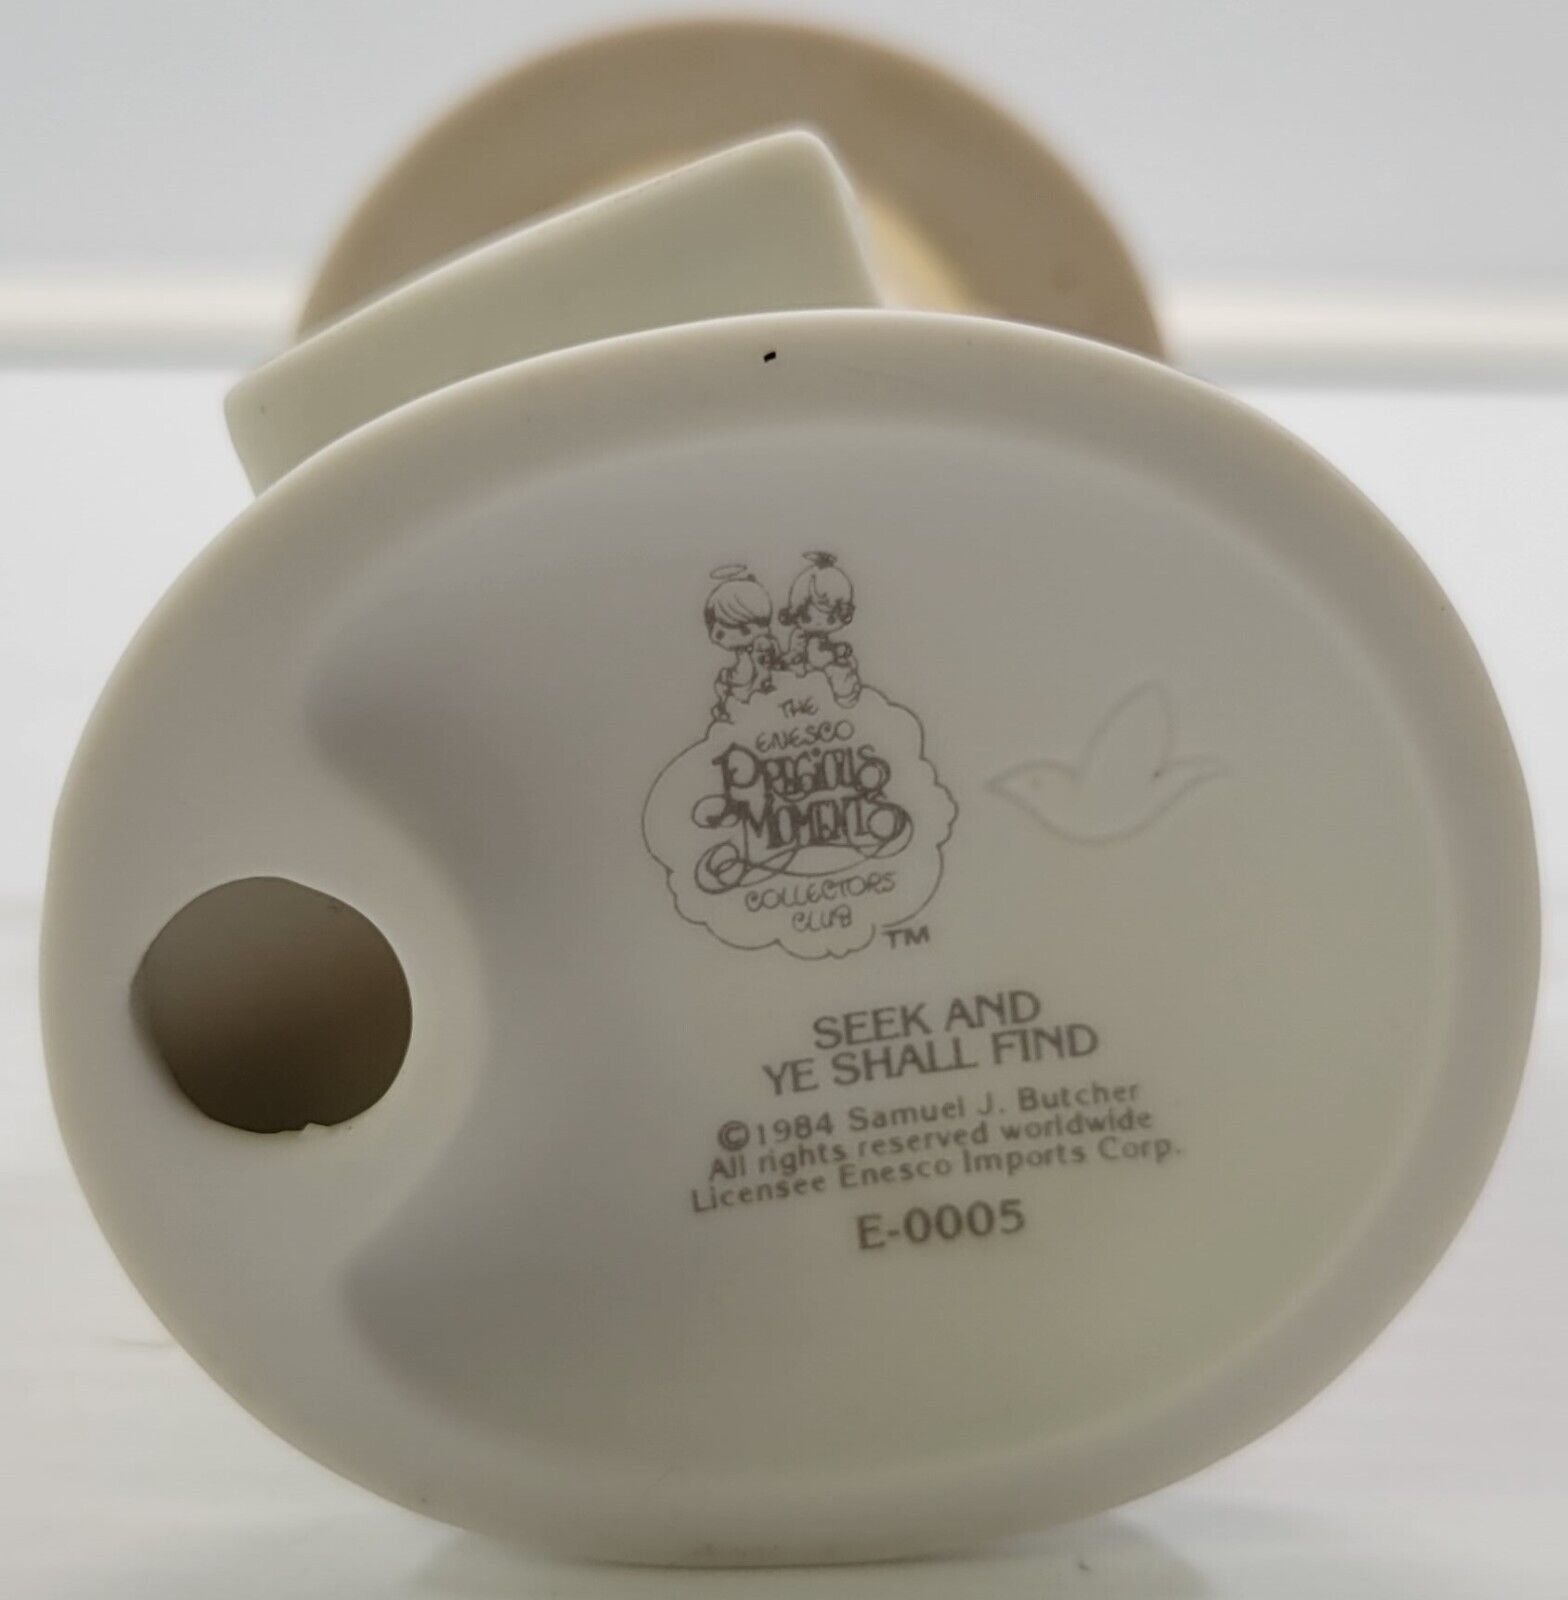 THE
ENESCO
PRECIOUS
MOMENTS
COLLECTORS
CLUB
TM
SEEK AND
YE SHALL FIND
©1984 Samuel J. Butcher
All rights reserved worldwide
Licensee Enesco Imports Corp.
E-0005